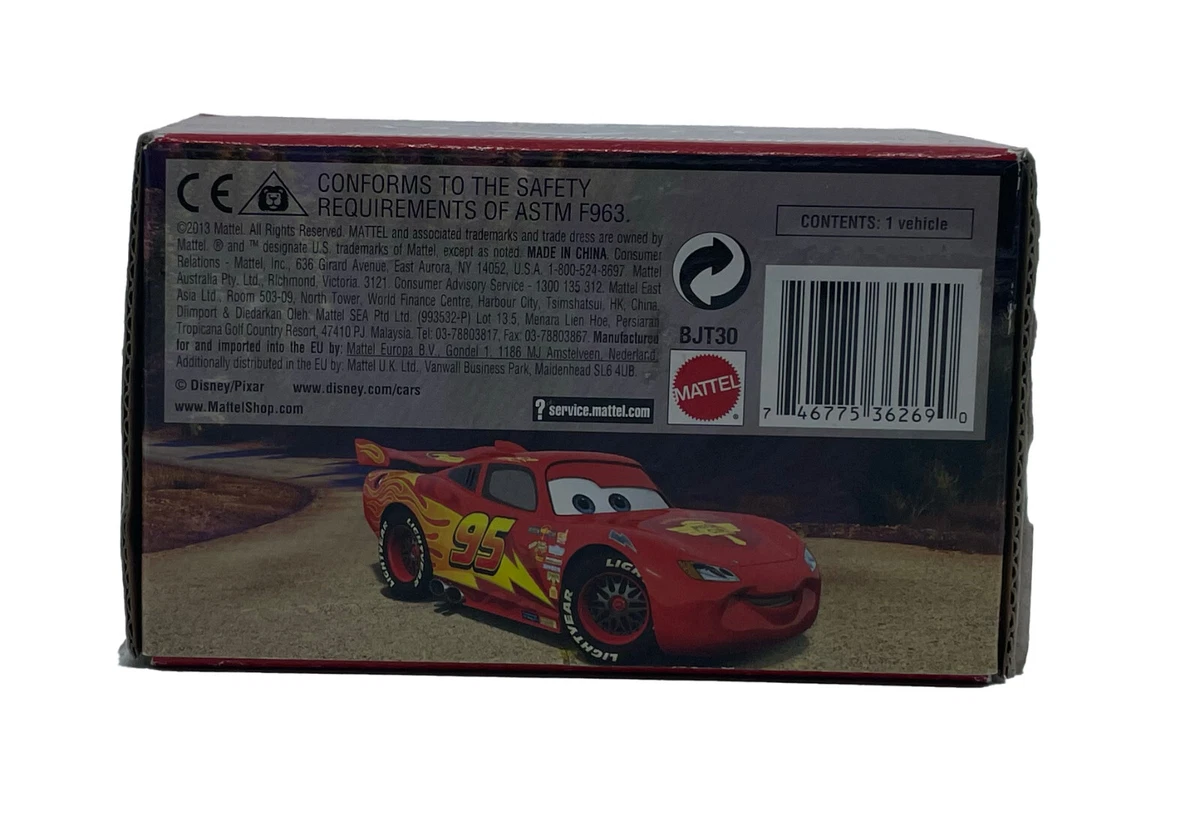 CE
CONFORMS TO THE SAFETY
REQUIREMENTS OF ASTM F963.
©2013 Mattel. All Rights Reserved. MATTEL and associated trademarks and trade dress are owned by
Mattel. ® and ™ designate U.S. trademarks of Mattel, except as noted. MADE IN CHINA. Consumer
Relations - Mattel, Inc., 636 Girard Avenue, East Aurora, NY 14052, U.S.A. 1-800-524-8697. Mattel
Australia Pty. Ltd., Richmond, Victoria. 3121. Consumer Advisory Service - 1300 135 312. Mattel East
Asia Ltd., Room 503-09, North Tower, World Finance Centre, Harbour City, Tsimshatsui, HK, China.
Diimport & Diedarkan Oleh: Mattel SEA Ptd Ltd. (993532-P) Lot 13.5, Menara Lien Hoe, Persiaran
Tropicana Golf Country Resort, 47410 PJ. Malaysia. Tel: 03-78803817, Fax: 03-78803867. Manufactured
for and imported into the EU by: Mattel Europa B.V., Gondel 1, 1186 MJ Amstelveen, Nederland.
Additionally distributed in the EU by: Mattel U.K. Ltd., Vanwall Business Park, Maidenhead SL6 4UB.
© Disney/Pixar www.disney.com/cars
www.MattelShop.com
? service.mattel.com
BJT30
MATTEL
®
CONTENTS: 1 vehicle
7 46775 36269 0
95
LIGHTYEAR
LIGHTYEAR
LIGH
LIGHTYEAR